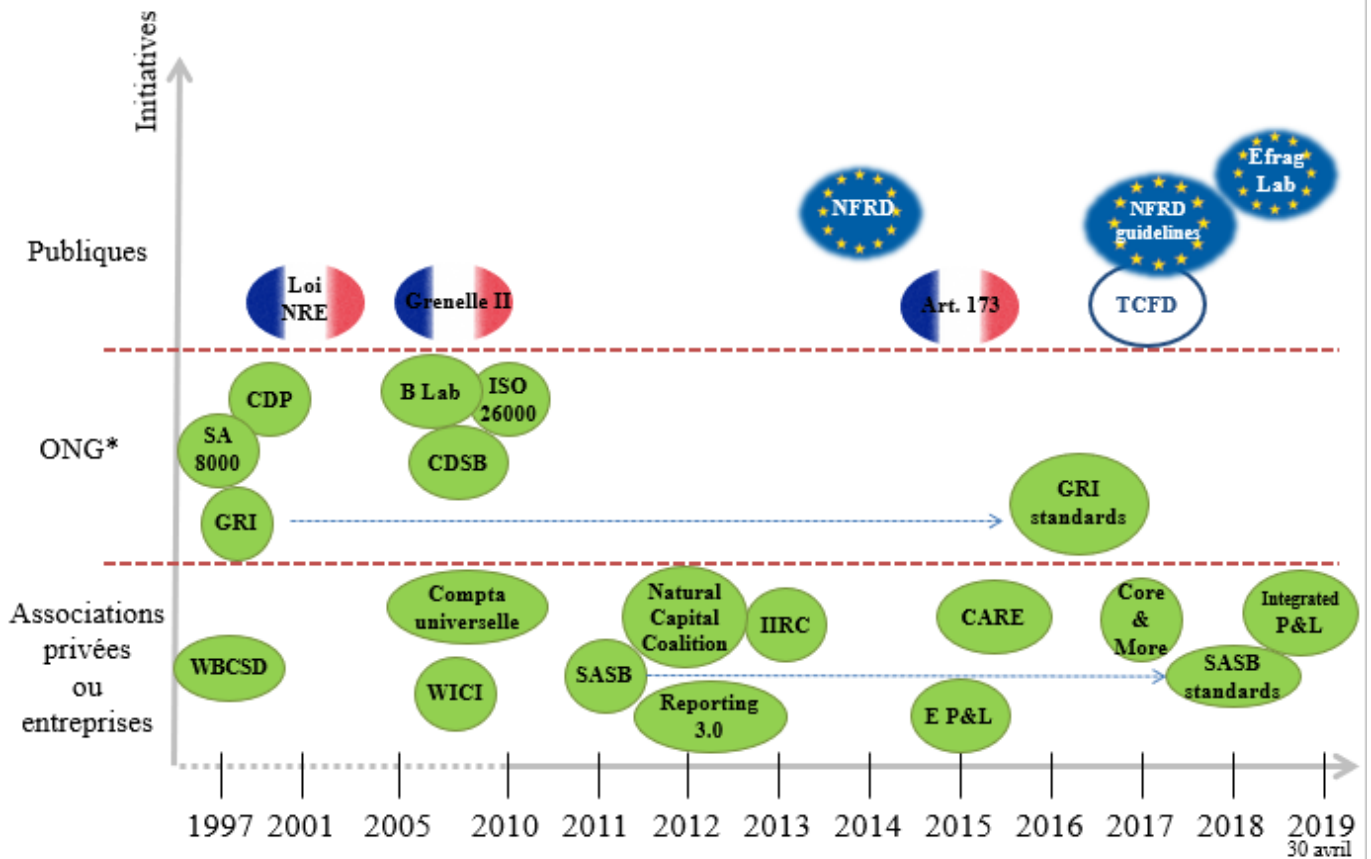 Initiatives
Publiques
Efrag
Lab
NFRD
NFRD
guidelines
Loi
NRE
Grenelle II
Art. 173
TCFD
ONG*
CDP
B Lab
ISO
26000
SA
8000
CDSB
GRI
GRI
standards
Associations
privées
ou
entreprises
Compta
universelle
Natural
Capital
Coalition
IIRC
CARE
Core
&
More
Integrated
P&L
WBCSD
WICI
SASB
SASB
standards
Reporting
3.0
E P&L
1997 2001 2005 2010 2011 2012 2013 2014 2015 2016 2017 2018 2019
30 avril